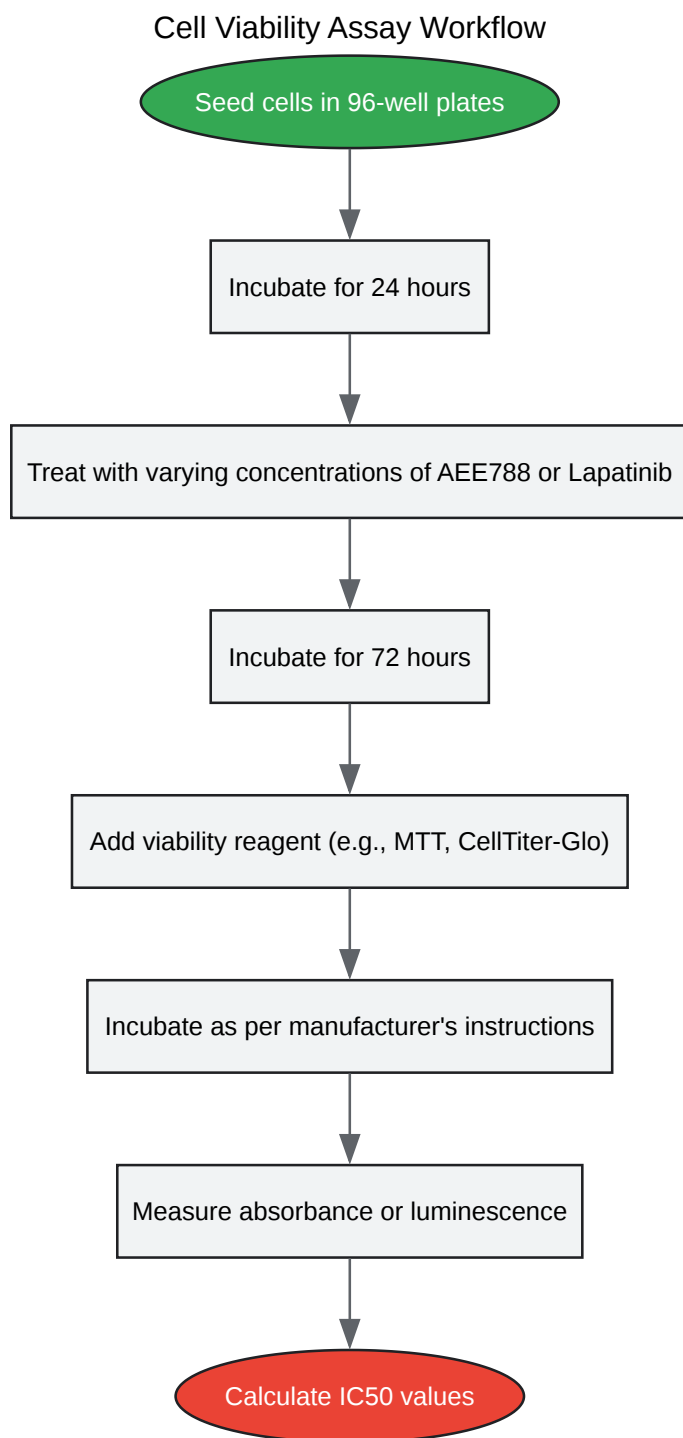 Cell Viability Assay Workflow
Seed cells in 96-well plates
Incubate for 24 hours
Treat with varying concentrations of AEE788 or Lapatinib
Incubate for 72 hours
Add viability reagent (e.g., MTT, CellTiter-Glo)
Incubate as per manufacturer's instructions
Measure absorbance or luminescence
Calculate IC50 values